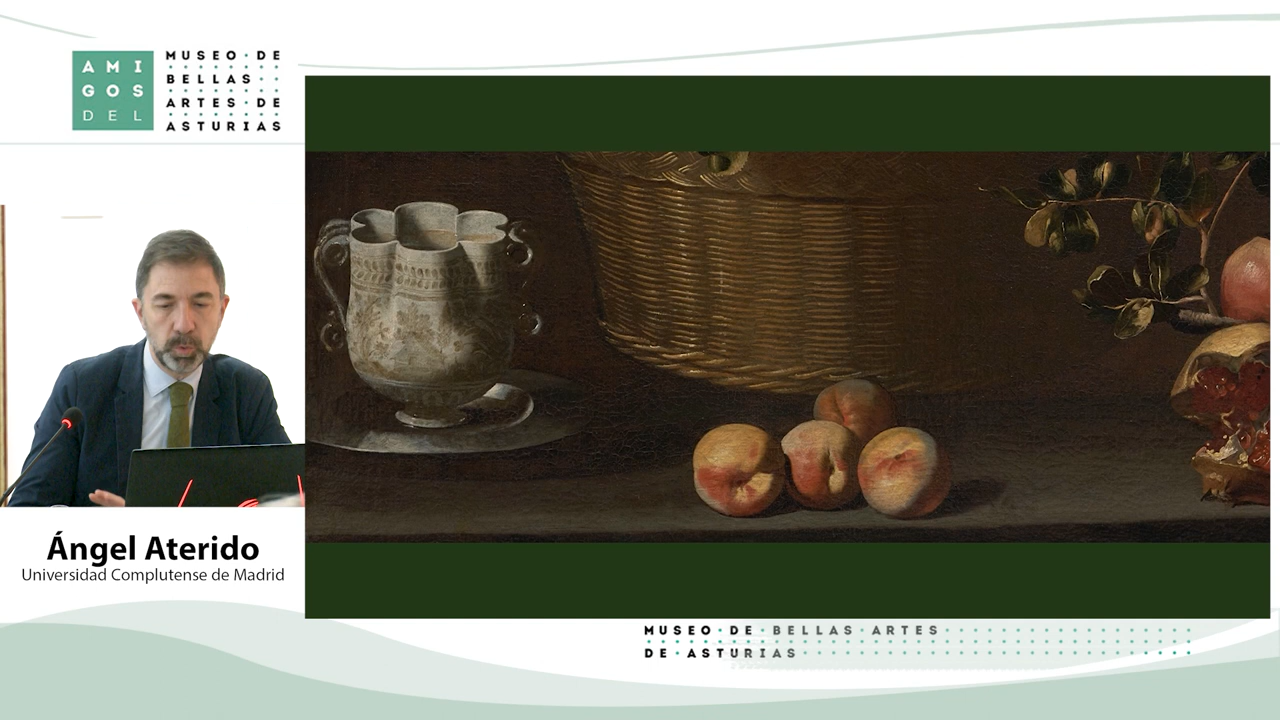 AMI
GOS
DEL
MUSEO·DE
BELLAS··
ARTES·DE
ASTURIAS
Ángel Aterido
Universidad Complutense de Madrid
MUSEO·DE·BELLAS·ARTES
DE·ASTURIAS